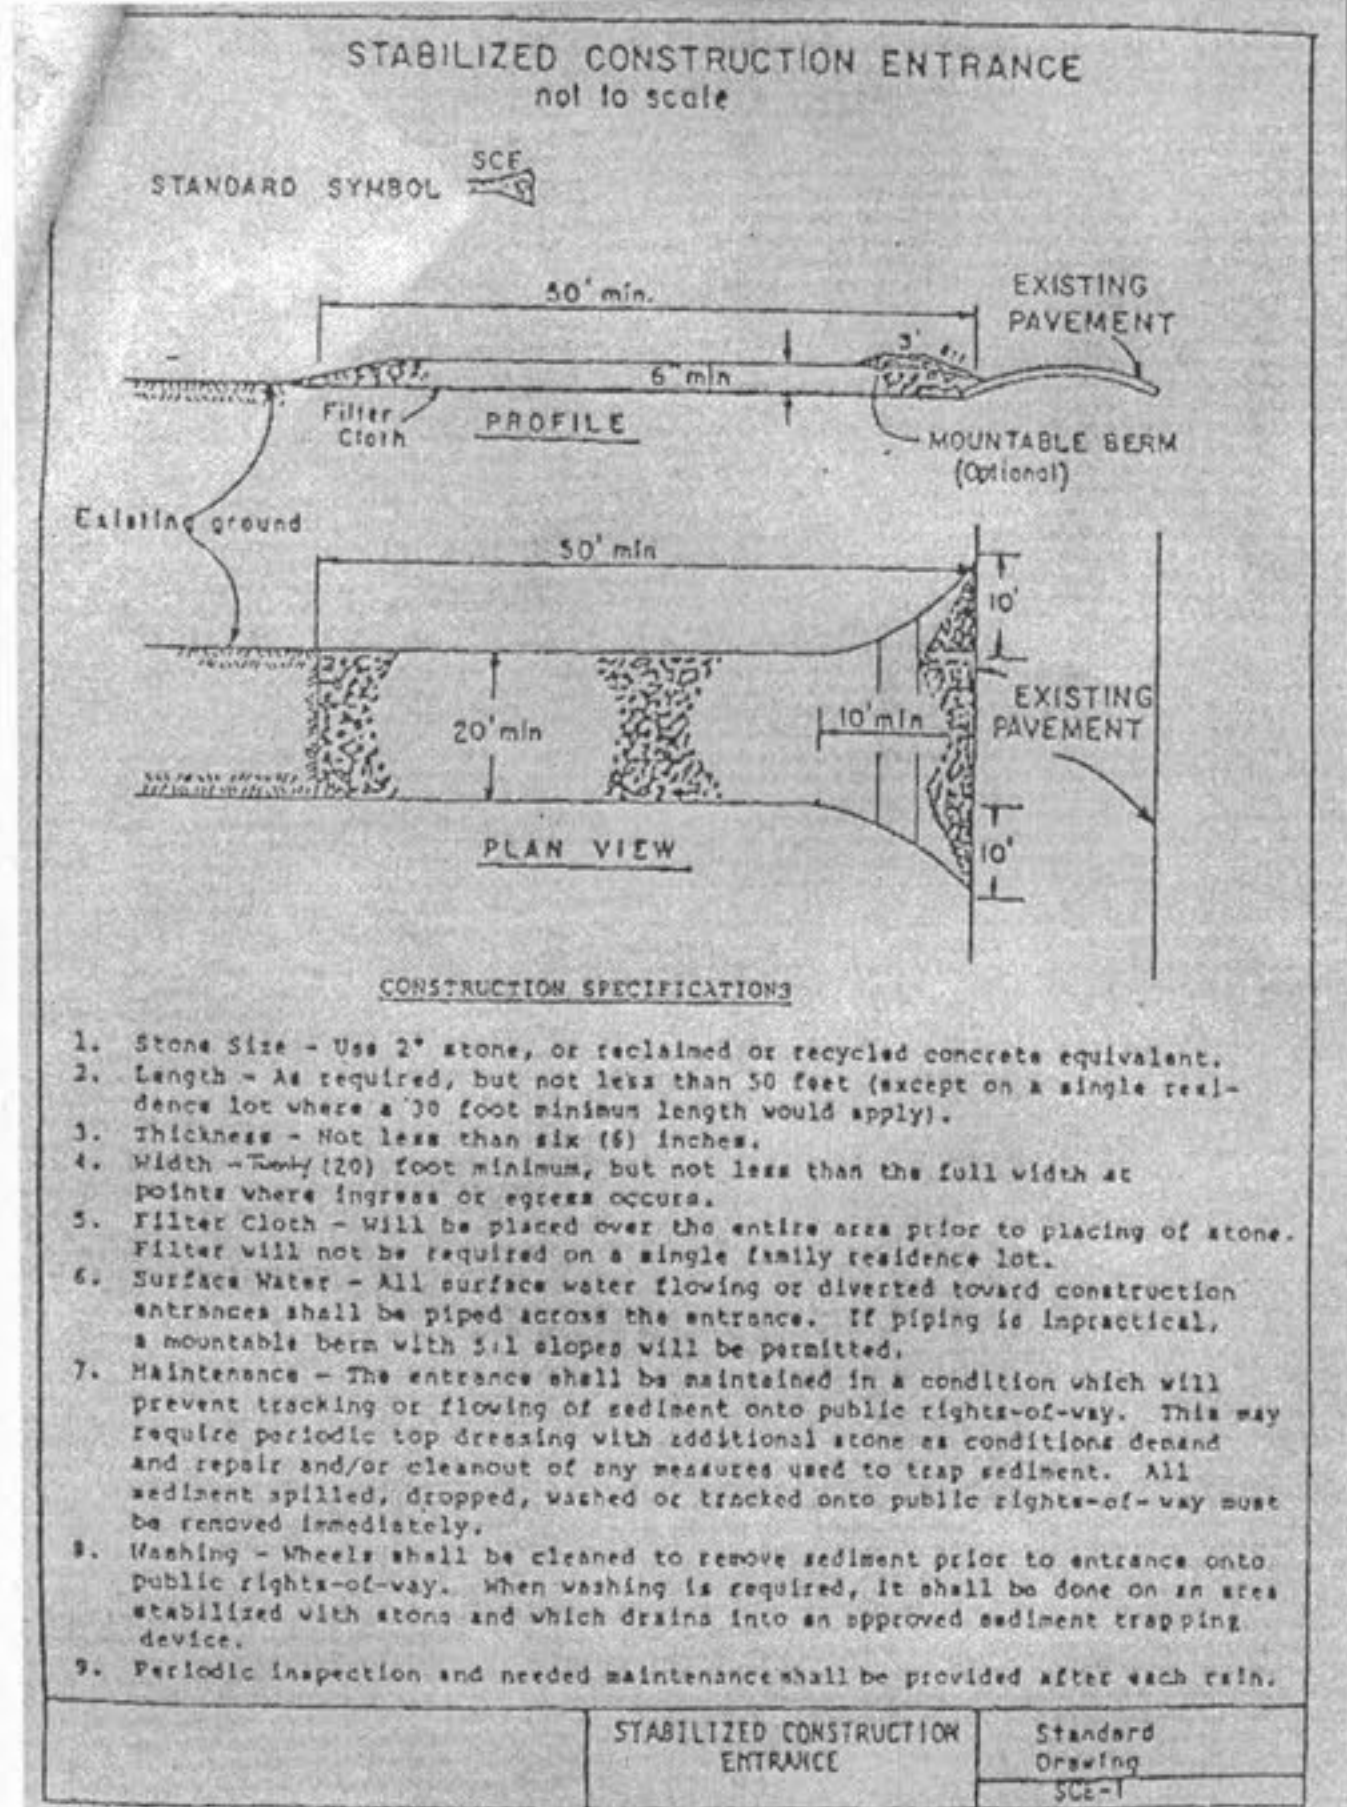 STABILIZED CONSTRUCTION ENTRANCE
not to scale
SCE
STANDARD SYMBOL
50' min.
EXISTING
PAVEMENT
3'
6" min
Filter
Cloth
PROFILE
MOUNTABLE BERM
(Optional)
Existing ground
50' min
10'
20' min
10' min
EXISTING
PAVEMENT
10'
PLAN VIEW
CONSTRUCTION SPECIFICATIONS
1. Stone Size - Use 2" stone, or reclaimed or recycled concrete equivalent.
2. Length - As required, but not less than 50 feet (except on a single resi-
dence lot where a 30 foot minimum length would apply).
3. Thickness - Not less than six (6) inches.
4. Width - Twenty (20) foot minimum, but not less than the full width at
points where ingress or egress occurs.
5. Filter Cloth - will be placed over the entire area prior to placing of stone.
Filter will not be required on a single family residence lot.
6. Surface Water - All surface water flowing or diverted toward construction
entrances shall be piped across the entrance. If piping is impractical,
a mountable berm with 5:1 slopes will be permitted.
7. Maintenance - The entrance shall be maintained in a condition which will
prevent tracking or flowing of sediment onto public rights-of-way. This may
require periodic top dressing with additional stone as conditions demand
and repair and/or cleanout of any measures used to trap sediment. All
sediment spilled, dropped, washed or tracked onto public rights-of-way must
be removed immediately.
8. Washing - Wheels shall be cleaned to remove sediment prior to entrance onto
public rights-of-way. When washing is required, it shall be done on an area
stabilized with stone and which drains into an approved sediment trapping
device.
9. Periodic inspection and needed maintenance shall be provided after each rain.
STABILIZED CONSTRUCTION
ENTRANCE
Standard
Drawing
SCE-1